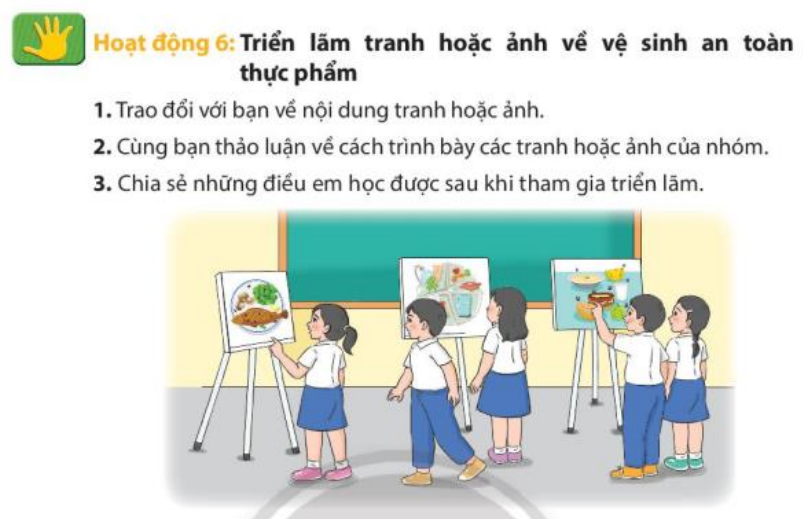 Hoạt động 6: Triển lãm tranh hoặc ảnh về vệ sinh an toàn
thực phẩm
1. Trao đổi với bạn về nội dung tranh hoặc ảnh.
2. Cùng bạn thảo luận về cách trình bày các tranh hoặc ảnh của nhóm.
3. Chia sẻ những điều em học được sau khi tham gia triển lãm.